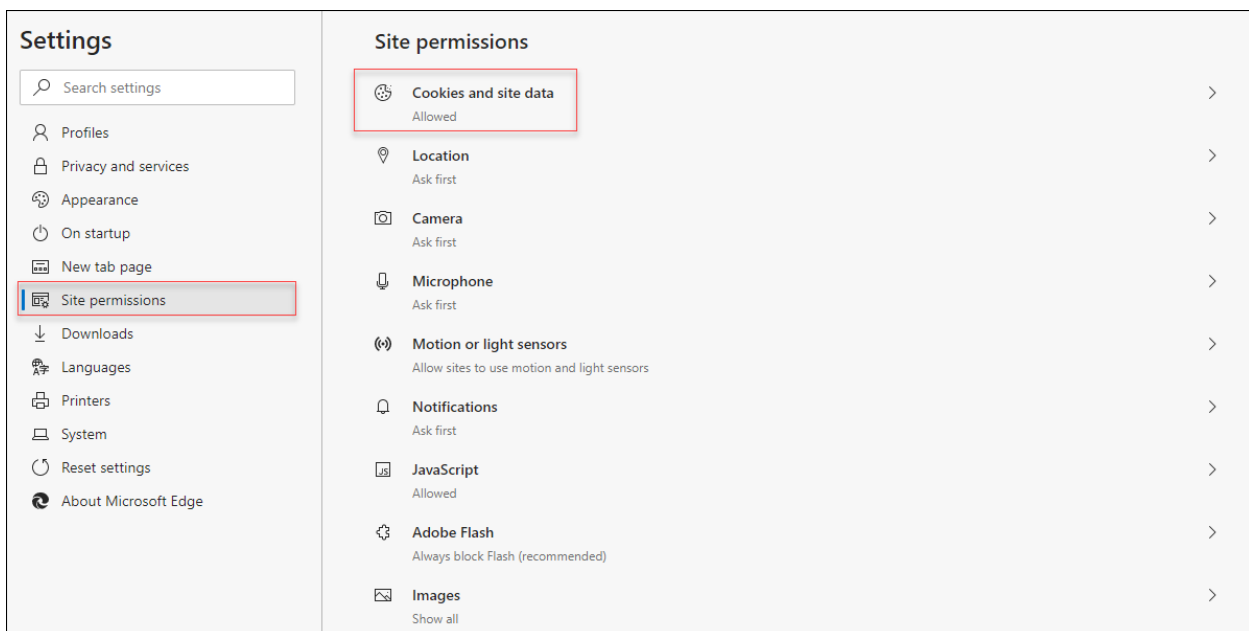 Settings
Search settings
Profiles
Privacy and services
Appearance
On startup
New tab page
Site permissions
Downloads
Languages
Printers
System
Reset settings
About Microsoft Edge
Site permissions
Cookies and site data
Allowed
Location
Ask first
Camera
Ask first
Microphone
Ask first
Motion or light sensors
Allow sites to use motion and light sensors
Notifications
Ask first
JS
JavaScript
Allowed
Adobe Flash
Always block Flash (recommended)
Images
Show all